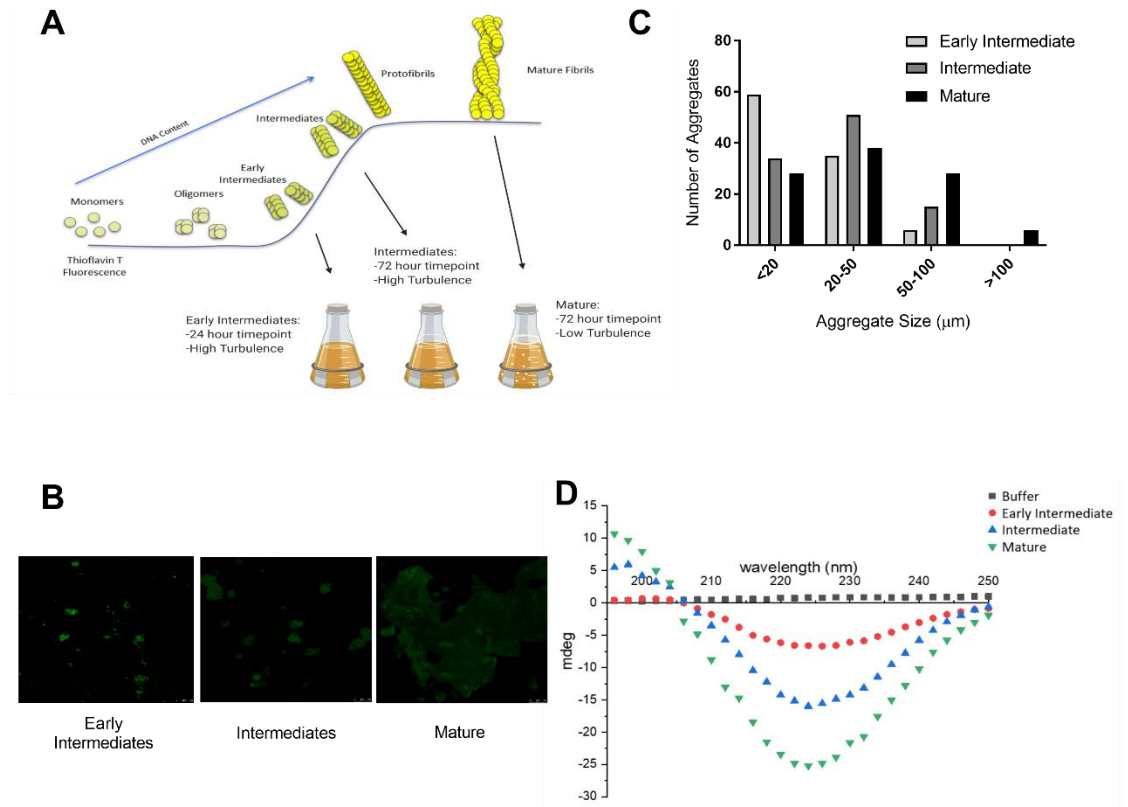 A
DNA Content
Monomers
Oligomers
Early
Intermediates
Intermediates
Protofibrils
Mature Fibrils
Thioflavin T
Fluorescence
Early Intermediates:
-24 hour timepoint
-High Turbulence
Intermediates:
-72 hour timepoint
-High Turbulence
Mature:
-72 hour timepoint
-Low Turbulence
C
Early Intermediate
Intermediate
Mature
Number of Aggregates
80
60
40
20
0
<20
20-50
50-100
>100
Aggregate Size (μm)
B
Early
Intermediates
Intermediates
Mature
D
Buffer
Early Intermediate
Intermediate
Mature
mdeg
15
10
5
0
-5
-10
-15
-20
-25
-30
wavelength (nm)
200
210
220
230
240
250